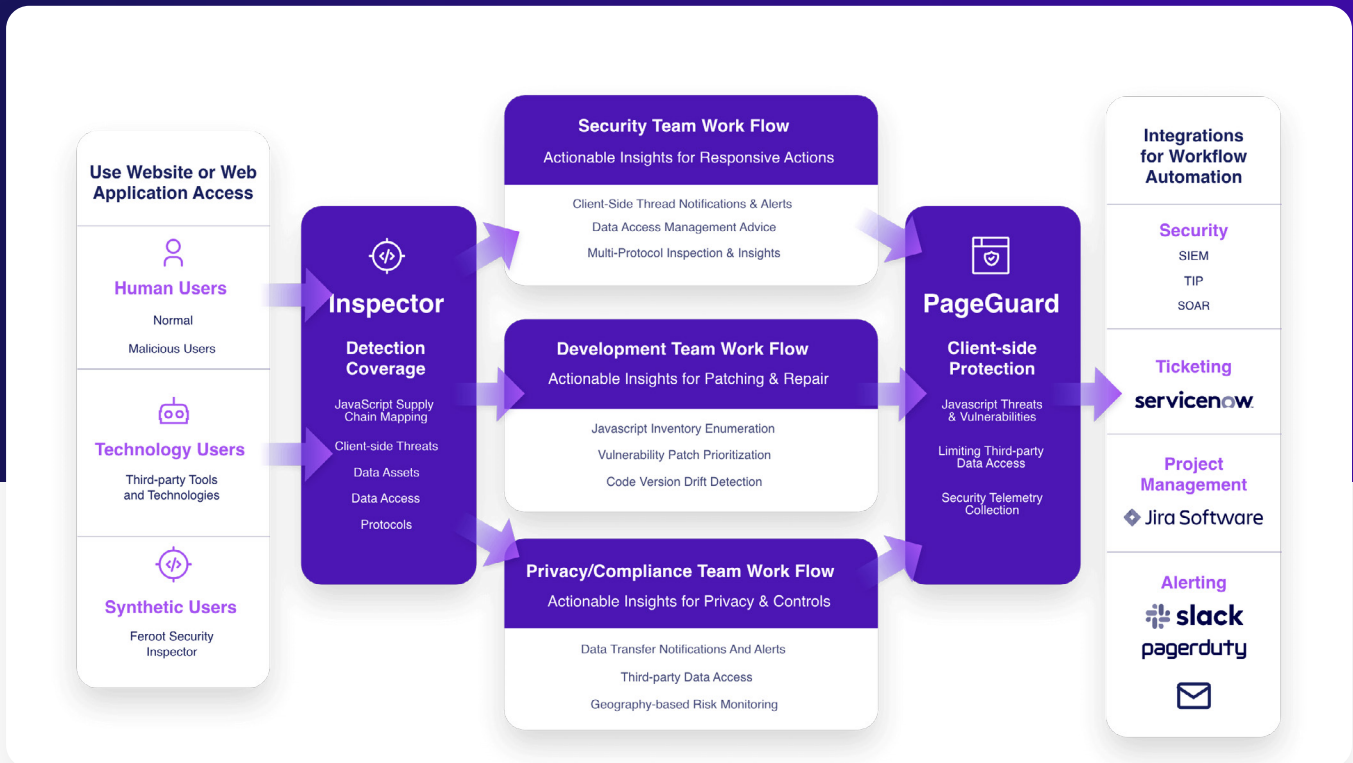 Use Website or Web
Application Access
Human Users
Normal
Malicious Users
Technology Users
Third-party Tools
and Technologies
Synthetic Users
Feroot Security
Inspector
Inspector
Detection
Coverage
JavaScript Supply
Chain Mapping
Client-side Threats
Data Assets
Data Access
Protocols
Security Team Work Flow
Actionable Insights for Responsive Actions
Client-Side Thread Notifications & Alerts
Data Access Management Advice
Multi-Protocol Inspection & Insights
Development Team Work Flow
Actionable Insights for Patching & Repair
Javascript Inventory Enumeration
Vulnerability Patch Prioritization
Code Version Drift Detection
Privacy/Compliance Team Work Flow
Actionable Insights for Privacy & Controls
Data Transfer Notifications And Alerts
Third-party Data Access
Geography-based Risk Monitoring
PageGuard
Client-side
Protection
Javascript Threats
& Vulnerabilities
Limiting Third-party
Data Access
Security Telemetry
Collection
Integrations
for Workflow
Automation
Security
SIEM
TIP
SOAR
Ticketing
servicenow
Project
Management
Jira Software
Alerting
slack
pagerduty